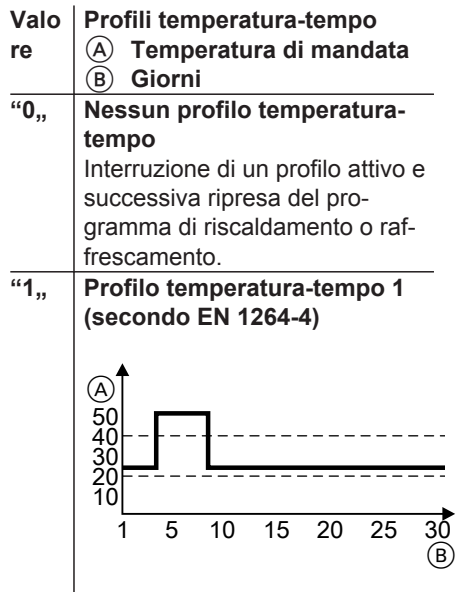 Valo re
Profili temperatura-tempo
Ⓐ Temperatura di mandata
Ⓑ Giorni
“0„
Nessun profilo temperatura-
tempo
Interruzione di un profilo attivo e
successiva ripresa del pro-
gramma di riscaldamento o raf-
frescamento.
“1„
Profilo temperatura-tempo 1
(secondo EN 1264-4)
Ⓐ
50
40
30
20
10
1 5 10 15 20 25 30
Ⓑ